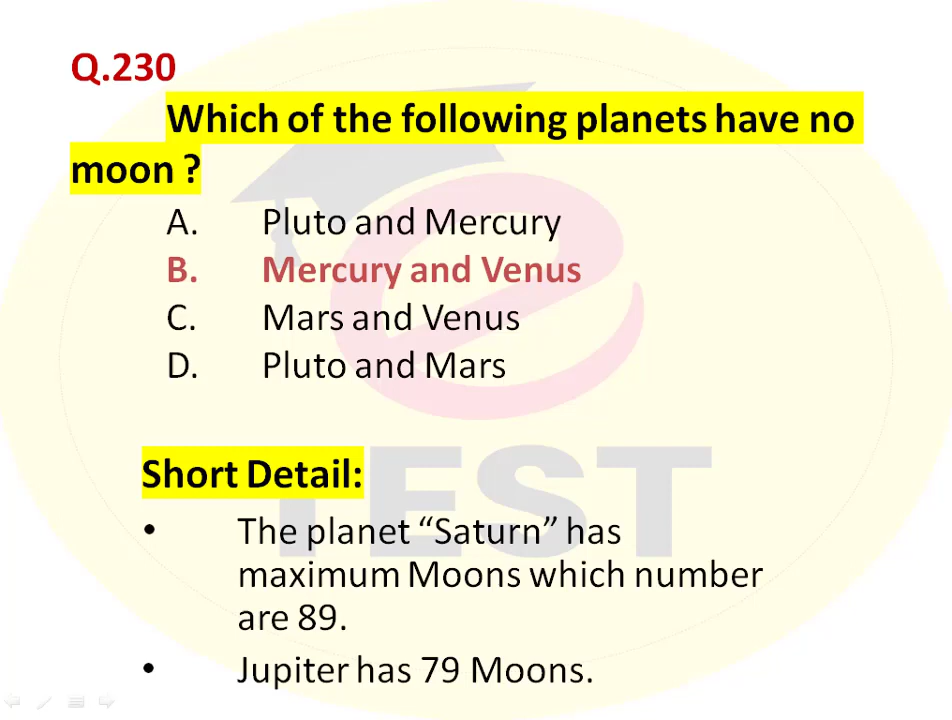 Q.230
Which of the following planets have no
moon ?
A. Pluto and Mercury
B. Mercury and Venus
C. Mars and Venus
D. Pluto and Mars
Short Detail:
• The planet “Saturn” has
maximum Moons which number
are 89.
• Jupiter has 79 Moons.
e
TEST